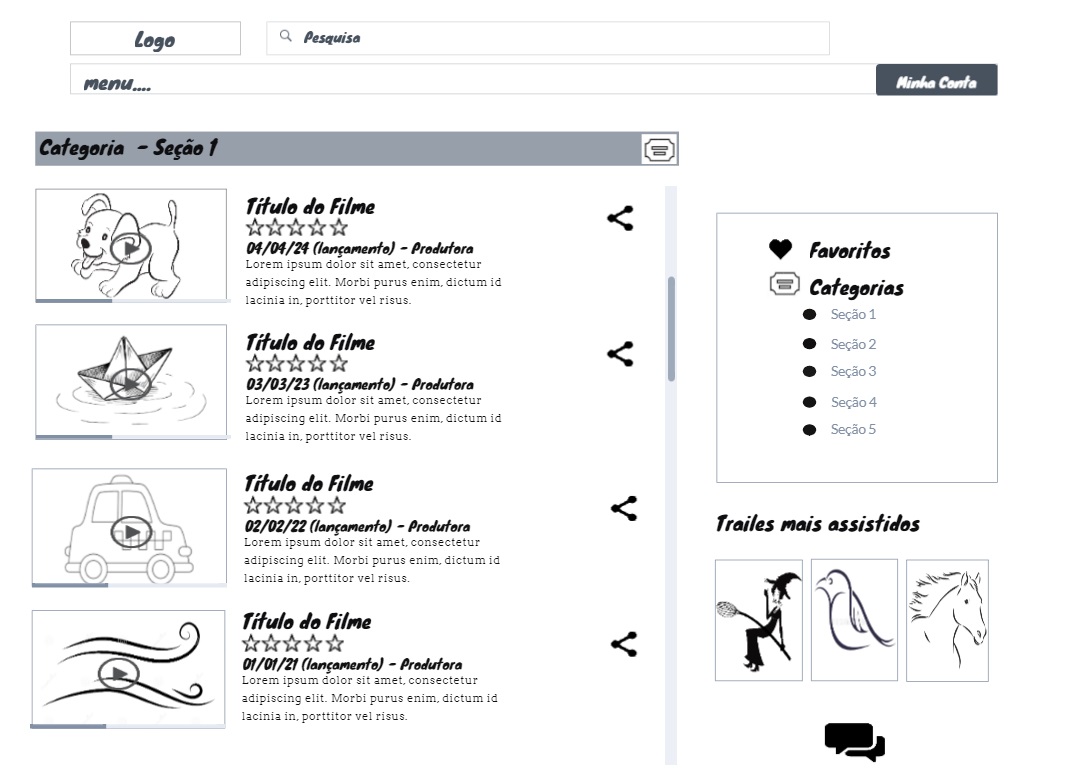 Logo
Pesquisa
menu....
Minha Conta
Categoria - Seção 1
Título do Filme
04/04/24 (lançamento) - Produtora
Lorem ipsum dolor sit amet, consectetur
adipiscing elit. Morbi purus enim, dictum id
lacinia in, porttitor vel risus.
Título do Filme
03/03/23 (lançamento) - Produtora
Lorem ipsum dolor sit amet, consectetur
adipiscing elit. Morbi purus enim, dictum id
lacinia in, porttitor vel risus.
Título do Filme
02/02/22 (lançamento) - Produtora
Lorem ipsum dolor sit amet, consectetur
adipiscing elit. Morbi purus enim, dictum id
lacinia in, porttitor vel risus.
Título do Filme
01/01/21 (lançamento) - Produtora
Lorem ipsum dolor sit amet, consectetur
adipiscing elit. Morbi purus enim, dictum id
lacinia in, porttitor vel risus.
Favoritos
Categorias
Seção 1
Seção 2
Seção 3
Seção 4
Seção 5
Trailes mais assistidos